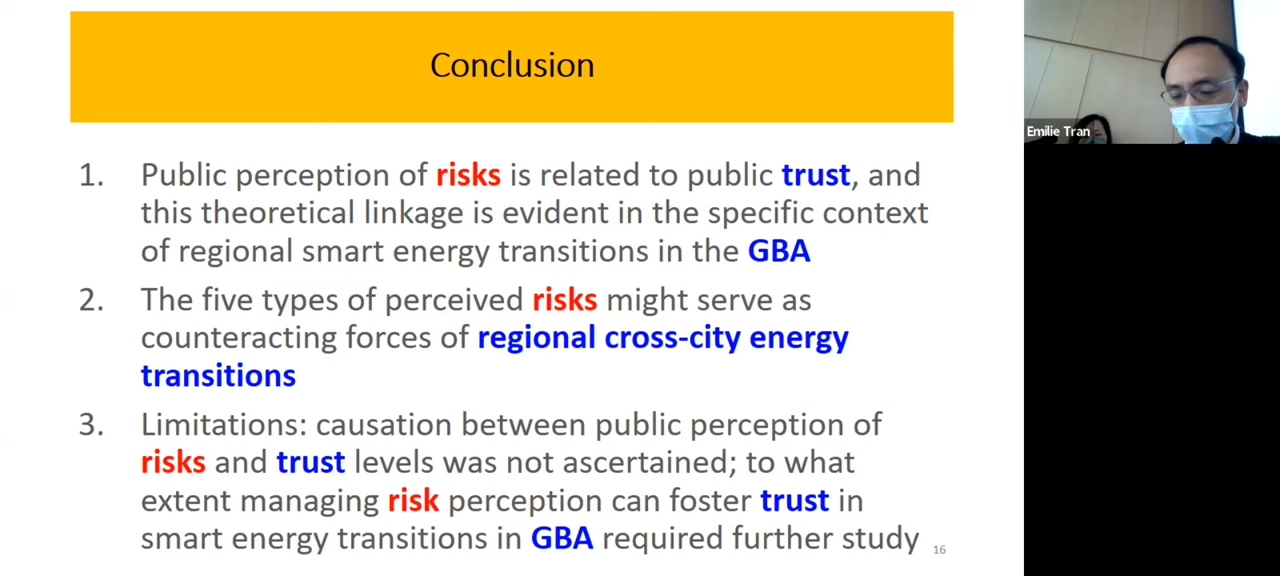 Conclusion
1. Public perception of risks is related to public trust, and
this theoretical linkage is evident in the specific context
of regional smart energy transitions in the GBA
2. The five types of perceived risks might serve as
counteracting forces of regional cross-city energy
transitions
3. Limitations: causation between public perception of
risks and trust levels was not ascertained; to what
extent managing risk perception can foster trust in
smart energy transitions in GBA required further study
16
Emilie Tran